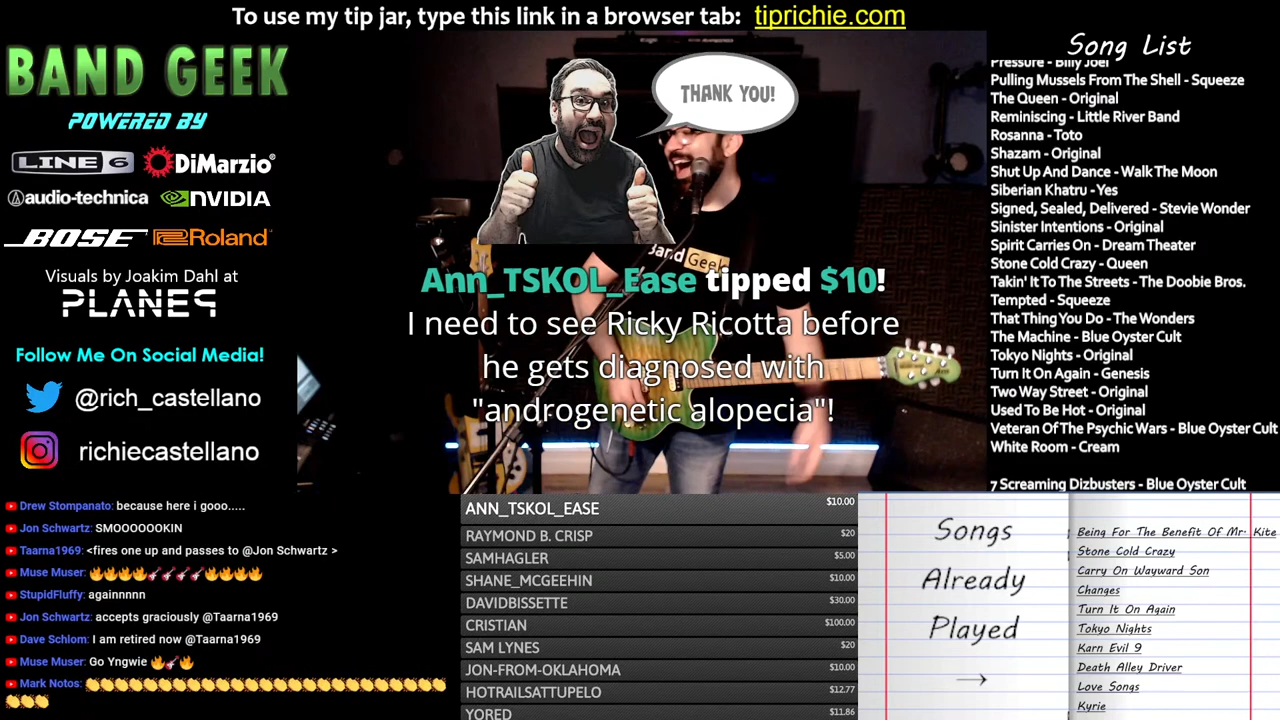 To use my tip jar, type this link in a browser tab: tiprichie.com
BAND GEEK
POWERED BY
LINE 6
DiMarzio®
audio-technica
NVIDIA
BOSE
Roland
Visuals by Joakim Dahl at
PLANE9
Follow Me On Social Media!
@rich_castellano
richiecastellano
THANK YOU!
Band Geek
Ann_TSKOL_Ease tipped $10!
I need to see Ricky Ricotta before
he gets diagnosed with
"androgenetic alopecia"!
Song List
Pressure - Billy Joel
Pulling Mussels From The Shell - Squeeze
The Queen - Original
Reminiscing - Little River Band
Rosanna - Toto
Shazam - Original
Shut Up And Dance - Walk The Moon
Siberian Khatru - Yes
Signed, Sealed, Delivered - Stevie Wonder
Sinister Intentions - Original
Spirit Carries On - Dream Theater
Stone Cold Crazy - Queen
Takin' It To The Streets - The Doobie Bros.
Tempted - Squeeze
That Thing You Do - The Wonders
The Machine - Blue Oyster Cult
Tokyo Nights - Original
Turn It On Again - Genesis
Two Way Street - Original
Used To Be Hot - Original
Veteran Of The Psychic Wars - Blue Oyster Cult
White Room - Cream
7 Screaming Dizbusters - Blue Oyster Cult
Drew Stompanato: because here i gooo.....
Jon Schwartz: SMOOOOOOKIN
Taarna1969: <fires one up and passes to @Jon Schwartz >
Muse Muser: 🔥🔥🔥🔥🎸🎸🎸🎸🔥🔥🔥🔥
StupidFluffy: againnnnn
Jon Schwartz: accepts graciously @Taarna1969
Dave Schlom: I am retired now @Taarna1969
Muse Muser: Go Yngwie 🔥🎸🔥
Mark Notos: 👏👏👏👏👏👏👏👏👏👏👏👏👏👏👏👏👏👏👏👏👏👏👏👏👏
👏👏👏
ANN_TSKOL_EASE $10.00
RAYMOND B. CRISP $20
SAMHAGLER $5.00
SHANE_MCGEEHIN $10.00
DAVIDBISSETTE $30.00
CRISTIAN $100.00
SAM LYNES $20
JON-FROM-OKLAHOMA $10.00
HOTRAILSATTUPELO $12.77
YORED $11.86
Songs
Already
Played
→
Being For The Benefit Of Mr. Kite
Stone Cold Crazy
Carry On Wayward Son
Changes
Turn It On Again
Tokyo Nights
Karn Evil 9
Death Alley Driver
Love Songs
Kyrie